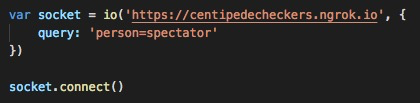 var socket = io('https://centipedecheckers.ngrok.io', {
    query: 'person=spectator'
})
socket.connect()